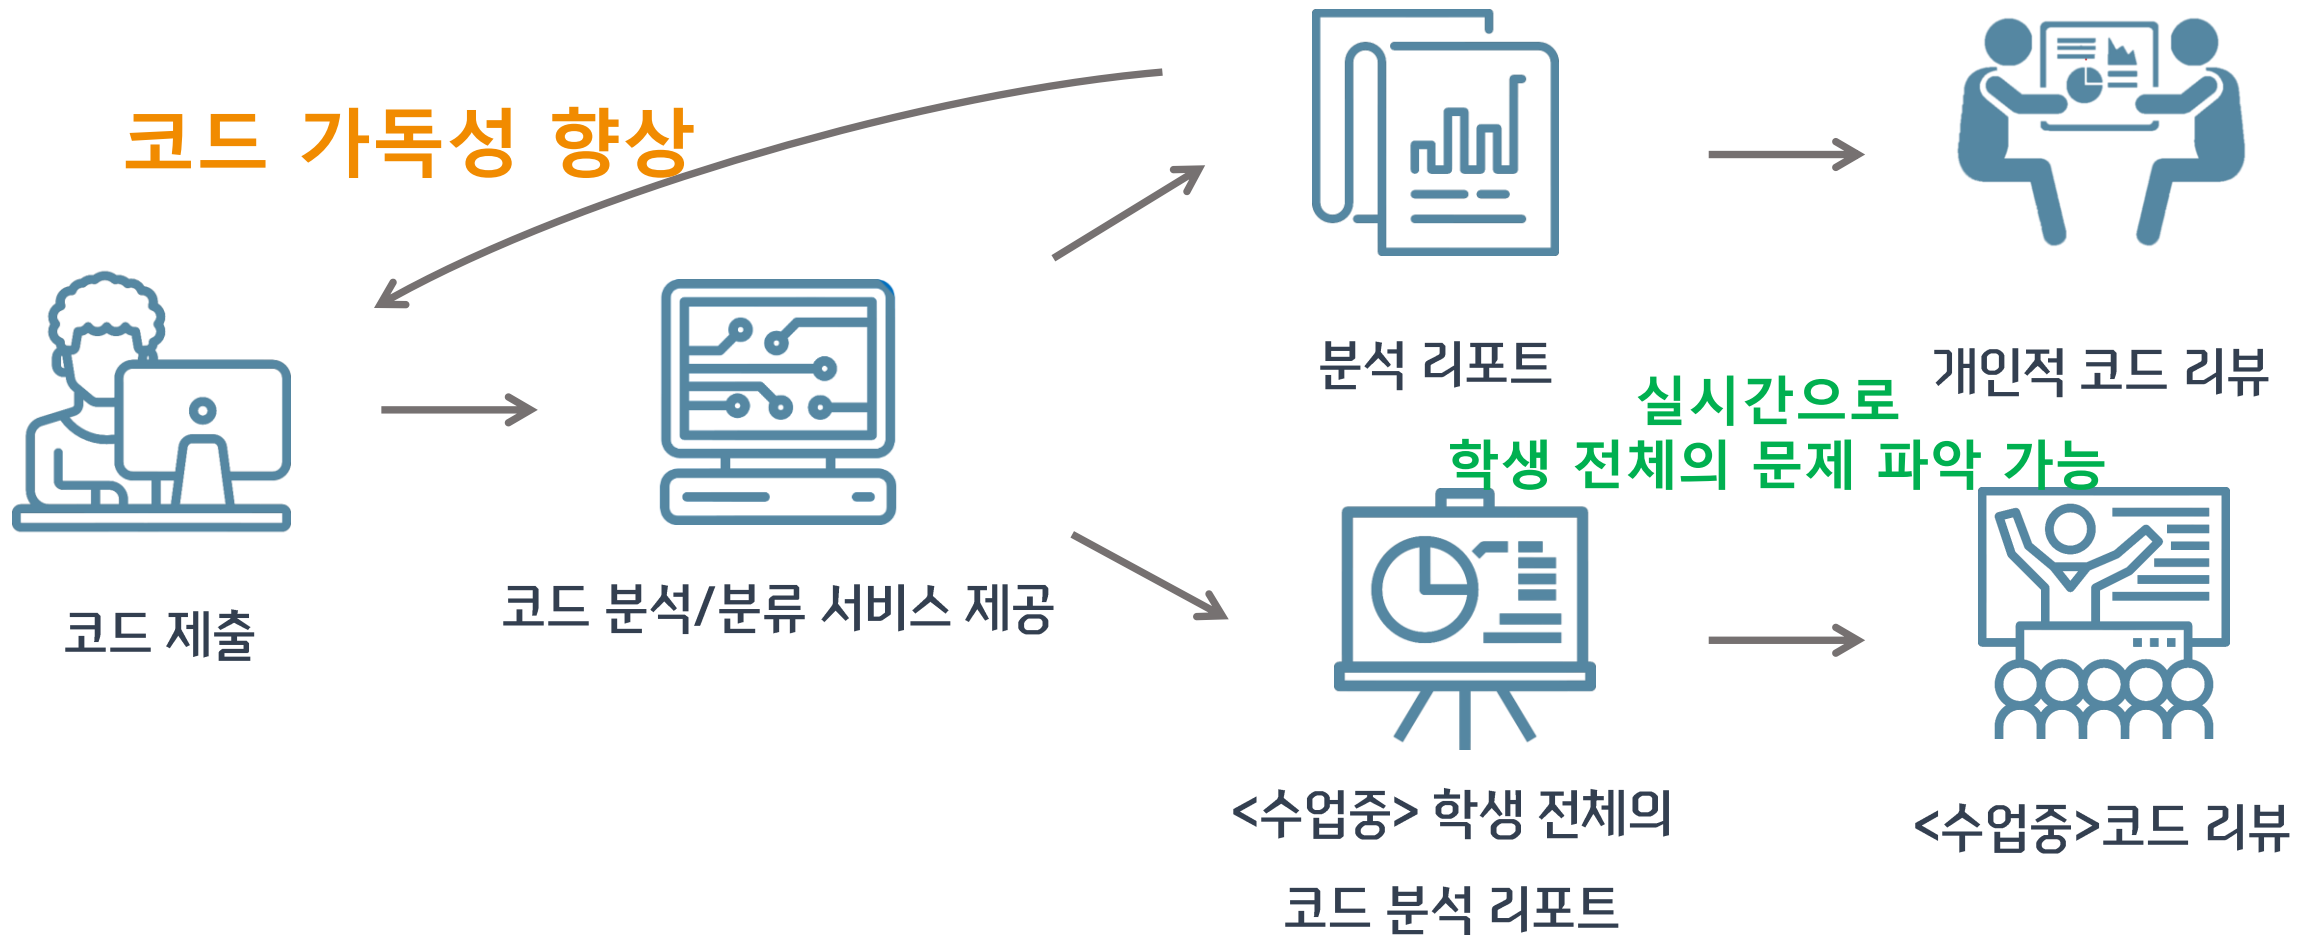 코드 가독성 향상
분석 리포트
개인적 코드 리뷰
실시간으로
학생 전체의 문제 파악 가능
코드 제출
코드 분석/분류 서비스 제공
<수업중> 학생 전체의
코드 분석 리포트
<수업중>코드 리뷰